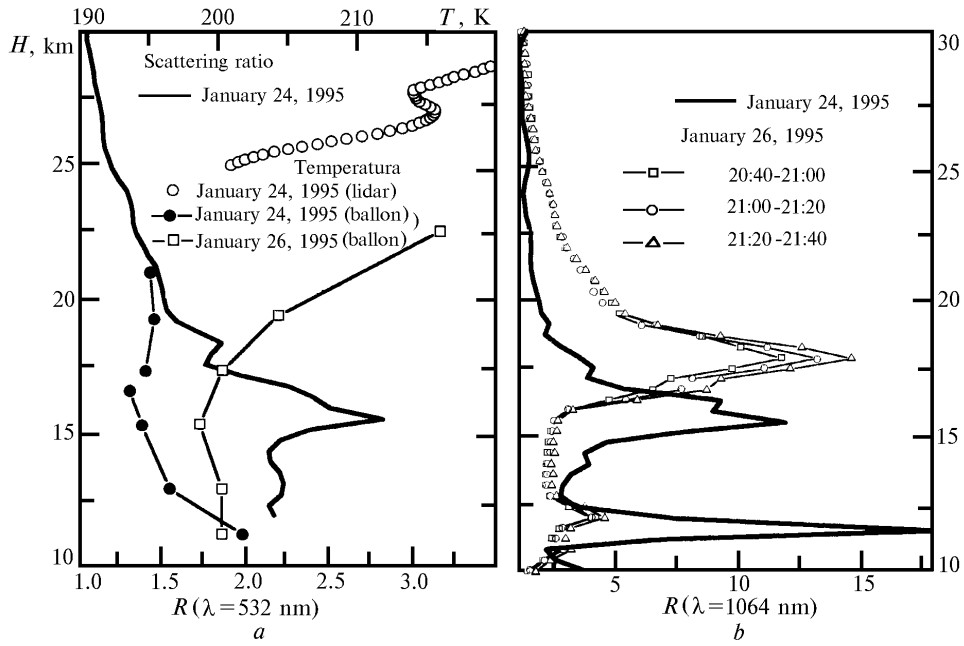 190 200 210 T, K
H, km
Scattering ratio
January 24, 1995
25
Temperatura
January 24, 1995 (lidar)
January 24, 1995 (ballon)
)
January 26, 1995 (ballon)
20
15
10
1.0 1.5 2.0 2.5 3.0
R (λ = 532 nm)
a
30
January 24, 1995
January 26, 1995
25
20:40-21:00
21:00-21:20
21:20-21:40
20
15
10
5 10 15
R (λ = 1064 nm)
b